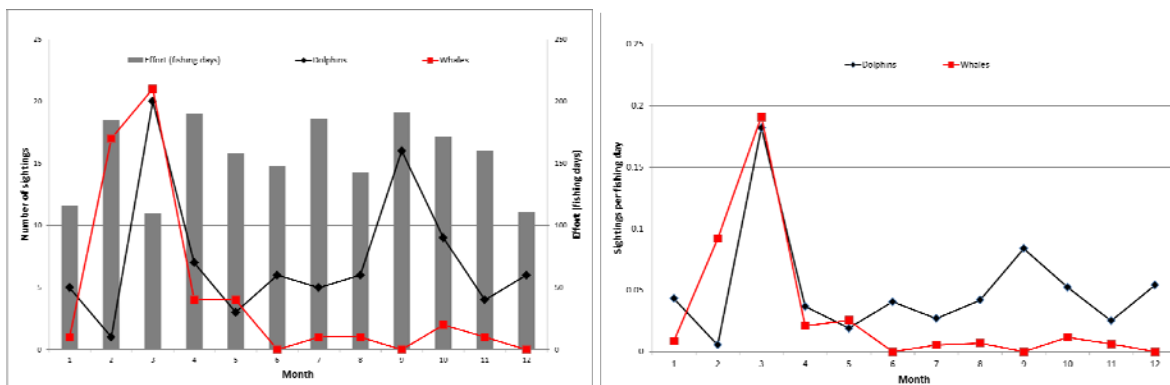 25
20
15
10
5
0
Number of sightings
Effort (fishing days)
Dolphins
Whales
250
200
150
100
50
0
Effort (fishing days)
1 2 3 4 5 6 7 8 9 10 11 12
Month
0.25
0.2
0.15
0.1
0.05
0
Sightings per fishing day
Dolphins
Whales
1 2 3 4 5 6 7 8 9 10 11 12
Month